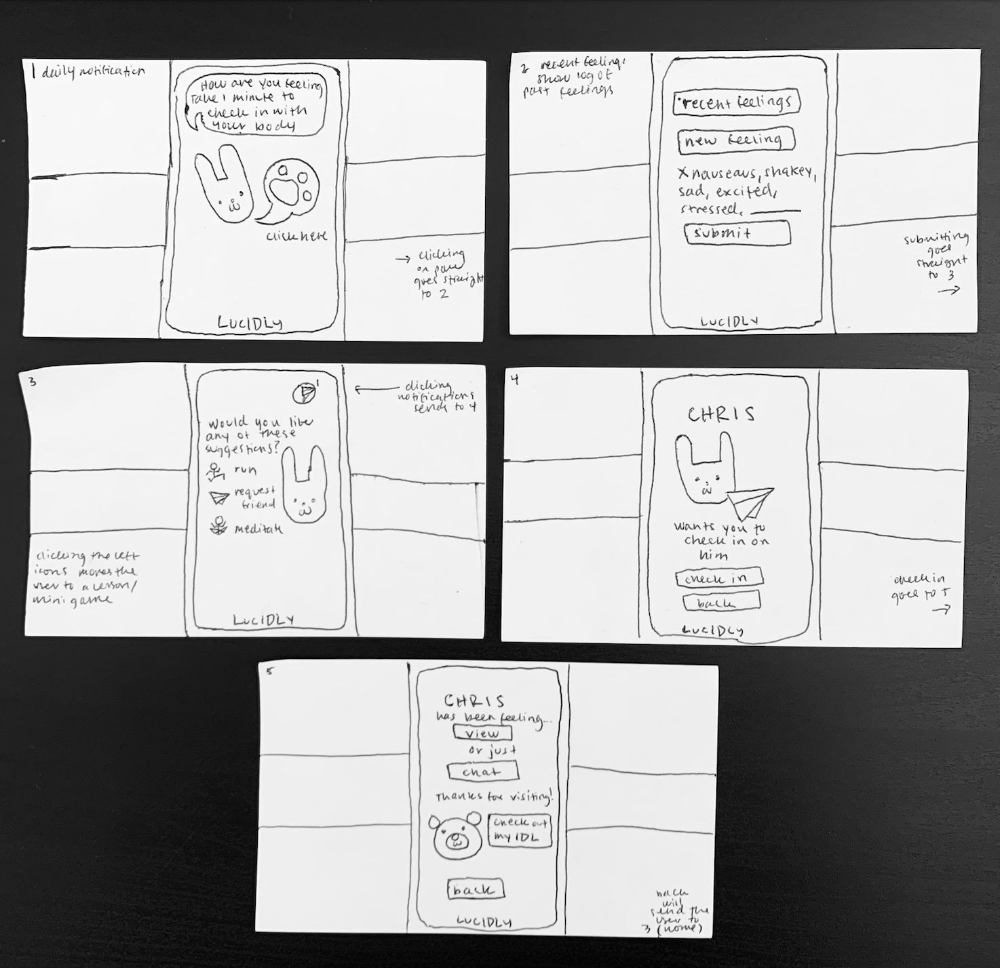 1 daily notification
How are you feeling
Take 1 minute to
check in with
your body
click here
→ clicking
on paw
goes straight
to 2
LUCIDLY
2 recent feelings
show log of
past feelings
recent feelings
new feeling
x nauseaus, shakey,
sad, excited,
stressed,
submit
submitting
goes
straight
to 3
→
LUCIDLY
3
← clicking
notifications
sends to 4
would you like
any of these
suggestions?
run
request
friend
meditate
clicking the left
icons moves the
user to a lesson/
mini game
LUCIDLY
4
CHRIS
wants you to
check in on
him
check in
back
check in
goes to 5
→
LUCIDLY
5
CHRIS
has been feeling...
view
or just
chat
Thanks for visiting!
check out
my IDL
back
LUCIDLY
back
will
send the
user to
3 (home)